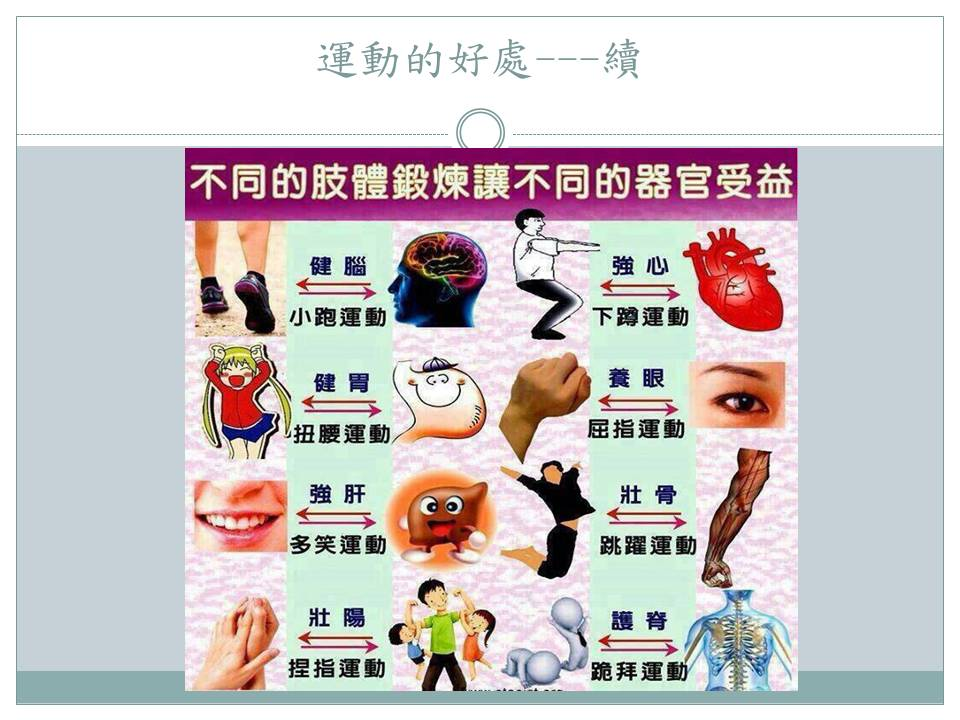 運動的好處---續
不同的肢體鍛煉讓不同的器官受益
健 腦
小跑運動
強 心
下蹲運動
健 胃
扭腰運動
養 眼
屈指運動
強 肝
多笑運動
壯 骨
跳躍運動
壯 陽
捏指運動
護 脊
跪拜運動